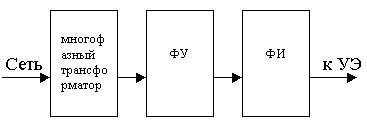 Сеть
многоф
азный
трансфо
рматор
ФУ
ФИ
к УЭ